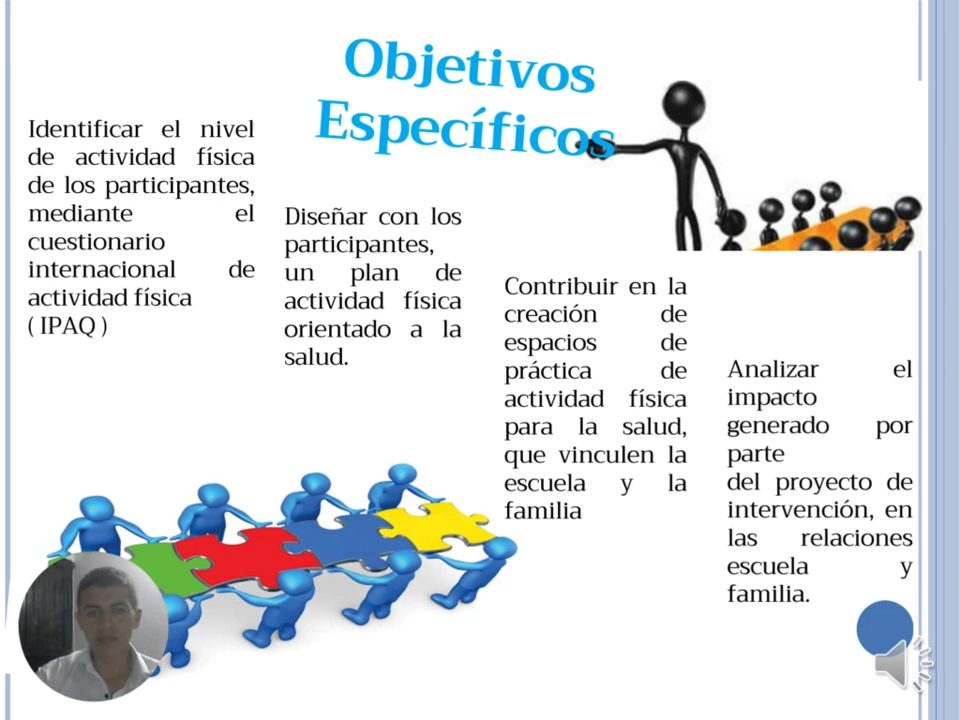 Objetivos
Específicos
Identificar el nivel
de actividad física
de los participantes,
mediante el
cuestionario
internacional de
actividad física
( IPAQ )
Diseñar con los
participantes,
un plan de
actividad física
orientado a la
salud.
Contribuir en la
creación de
espacios de
práctica de
actividad física
para la salud,
que vinculen la
escuela y la
familia
Analizar el
impacto
generado por
parte
del proyecto de
intervención, en
las relaciones
escuela y
familia.